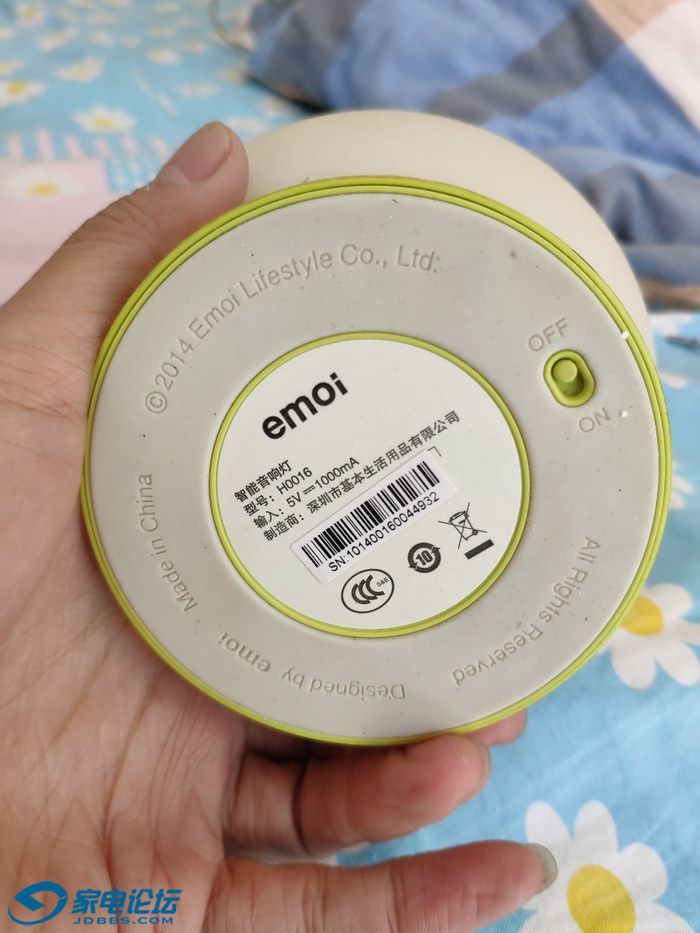 ©2014 Emoi Lifestyle Co., Ltd.
OFF
ON
emoi
智能音响灯
型号：H0016
输入：5V⎓1000mA
制造商：深圳市基本生活用品有限公司
SN:101400160044932
CCC S&E
10
Made in China
Designed by emoi
All Rights Reserved
家电论坛
JDBBS.COM